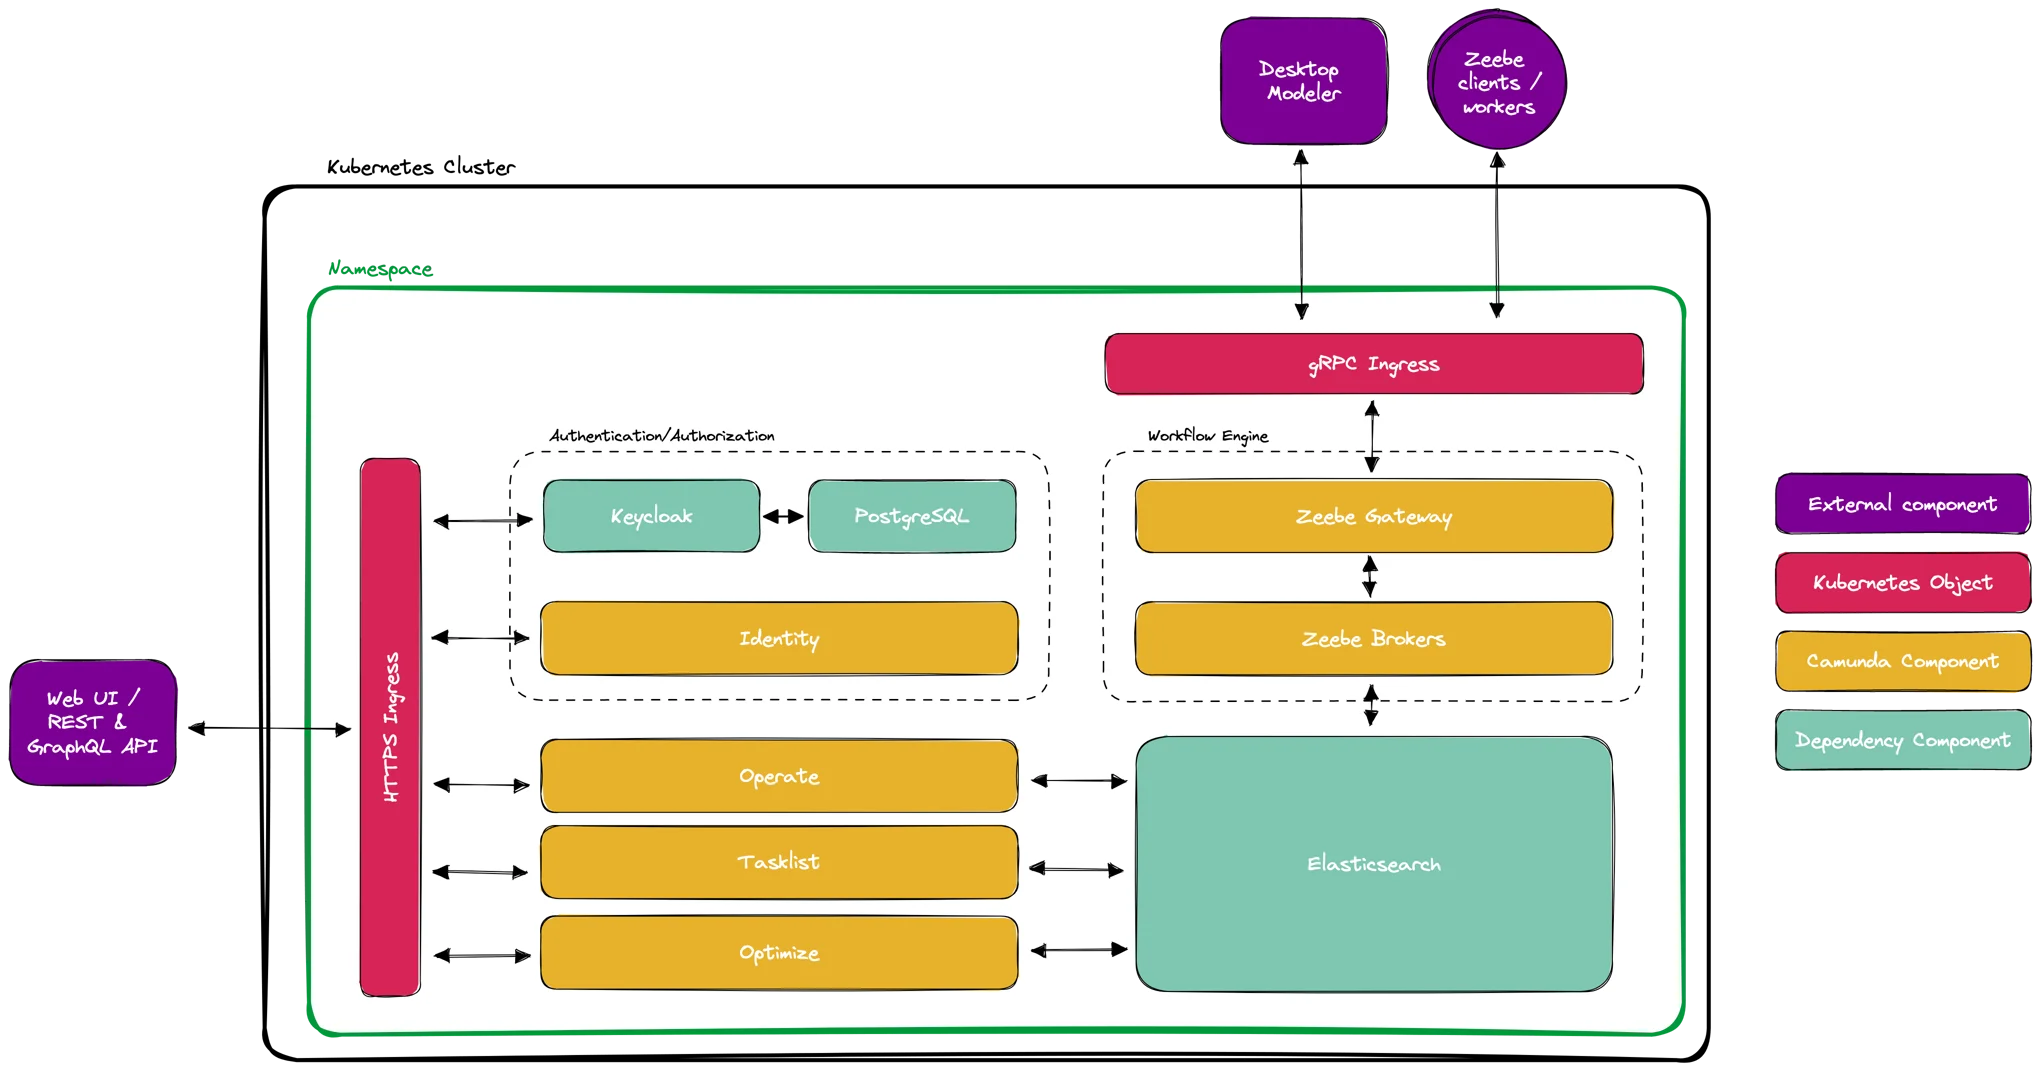 Desktop
Modeler
Zeebe
clients /
workers
Kubernetes Cluster
Namespace
gRPC Ingress
Authentication/Authorization
Workflow Engine
Keycloak
PostgreSQL
Zeebe Gateway
Identity
Zeebe Brokers
HTTPS Ingress
Web UI /
REST &
GraphQL API
Operate
Tasklist
Optimize
Elasticsearch
External component
Kubernetes Object
Camunda Component
Dependency Component